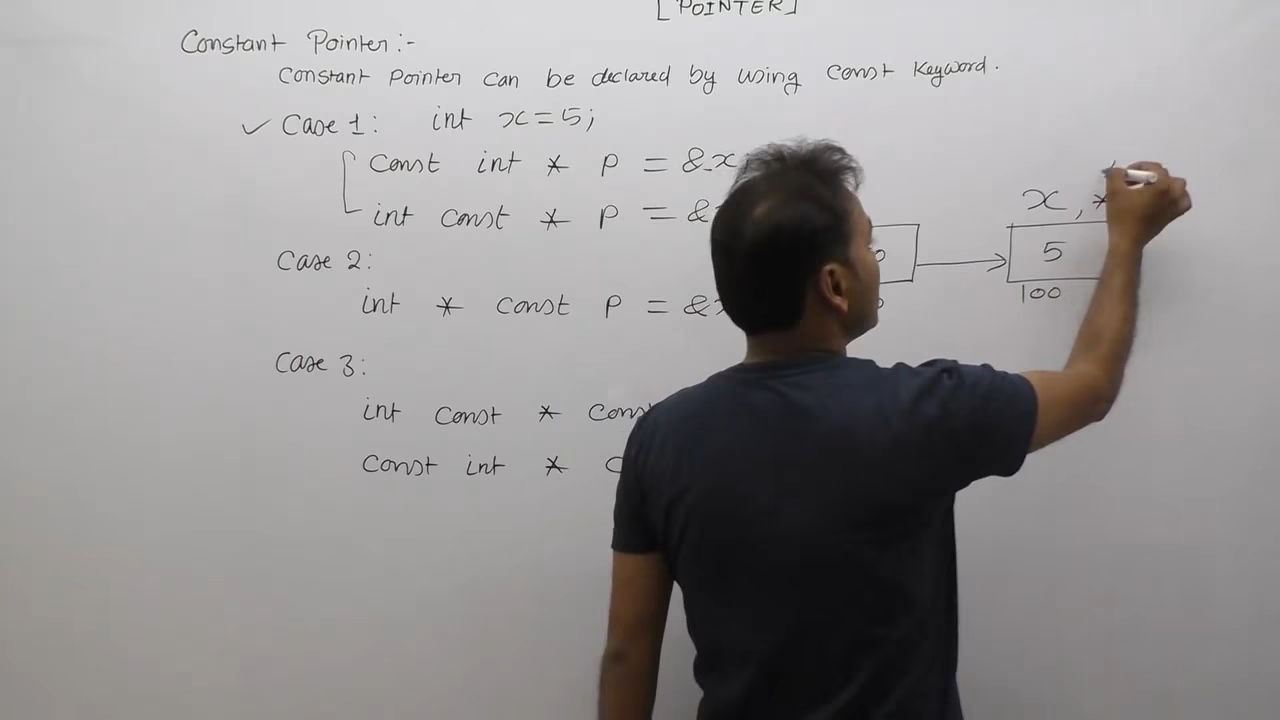 [POINTER]
Constant Pointer:-
Constant Pointer can be declared by using const Keyword.
✓ Case 1: int x=5;
Const int * P = &x
int const * P = &
Case 2:
int * const P = &x
Case 3:
int const * cons
Const int * C
x, *
5
100